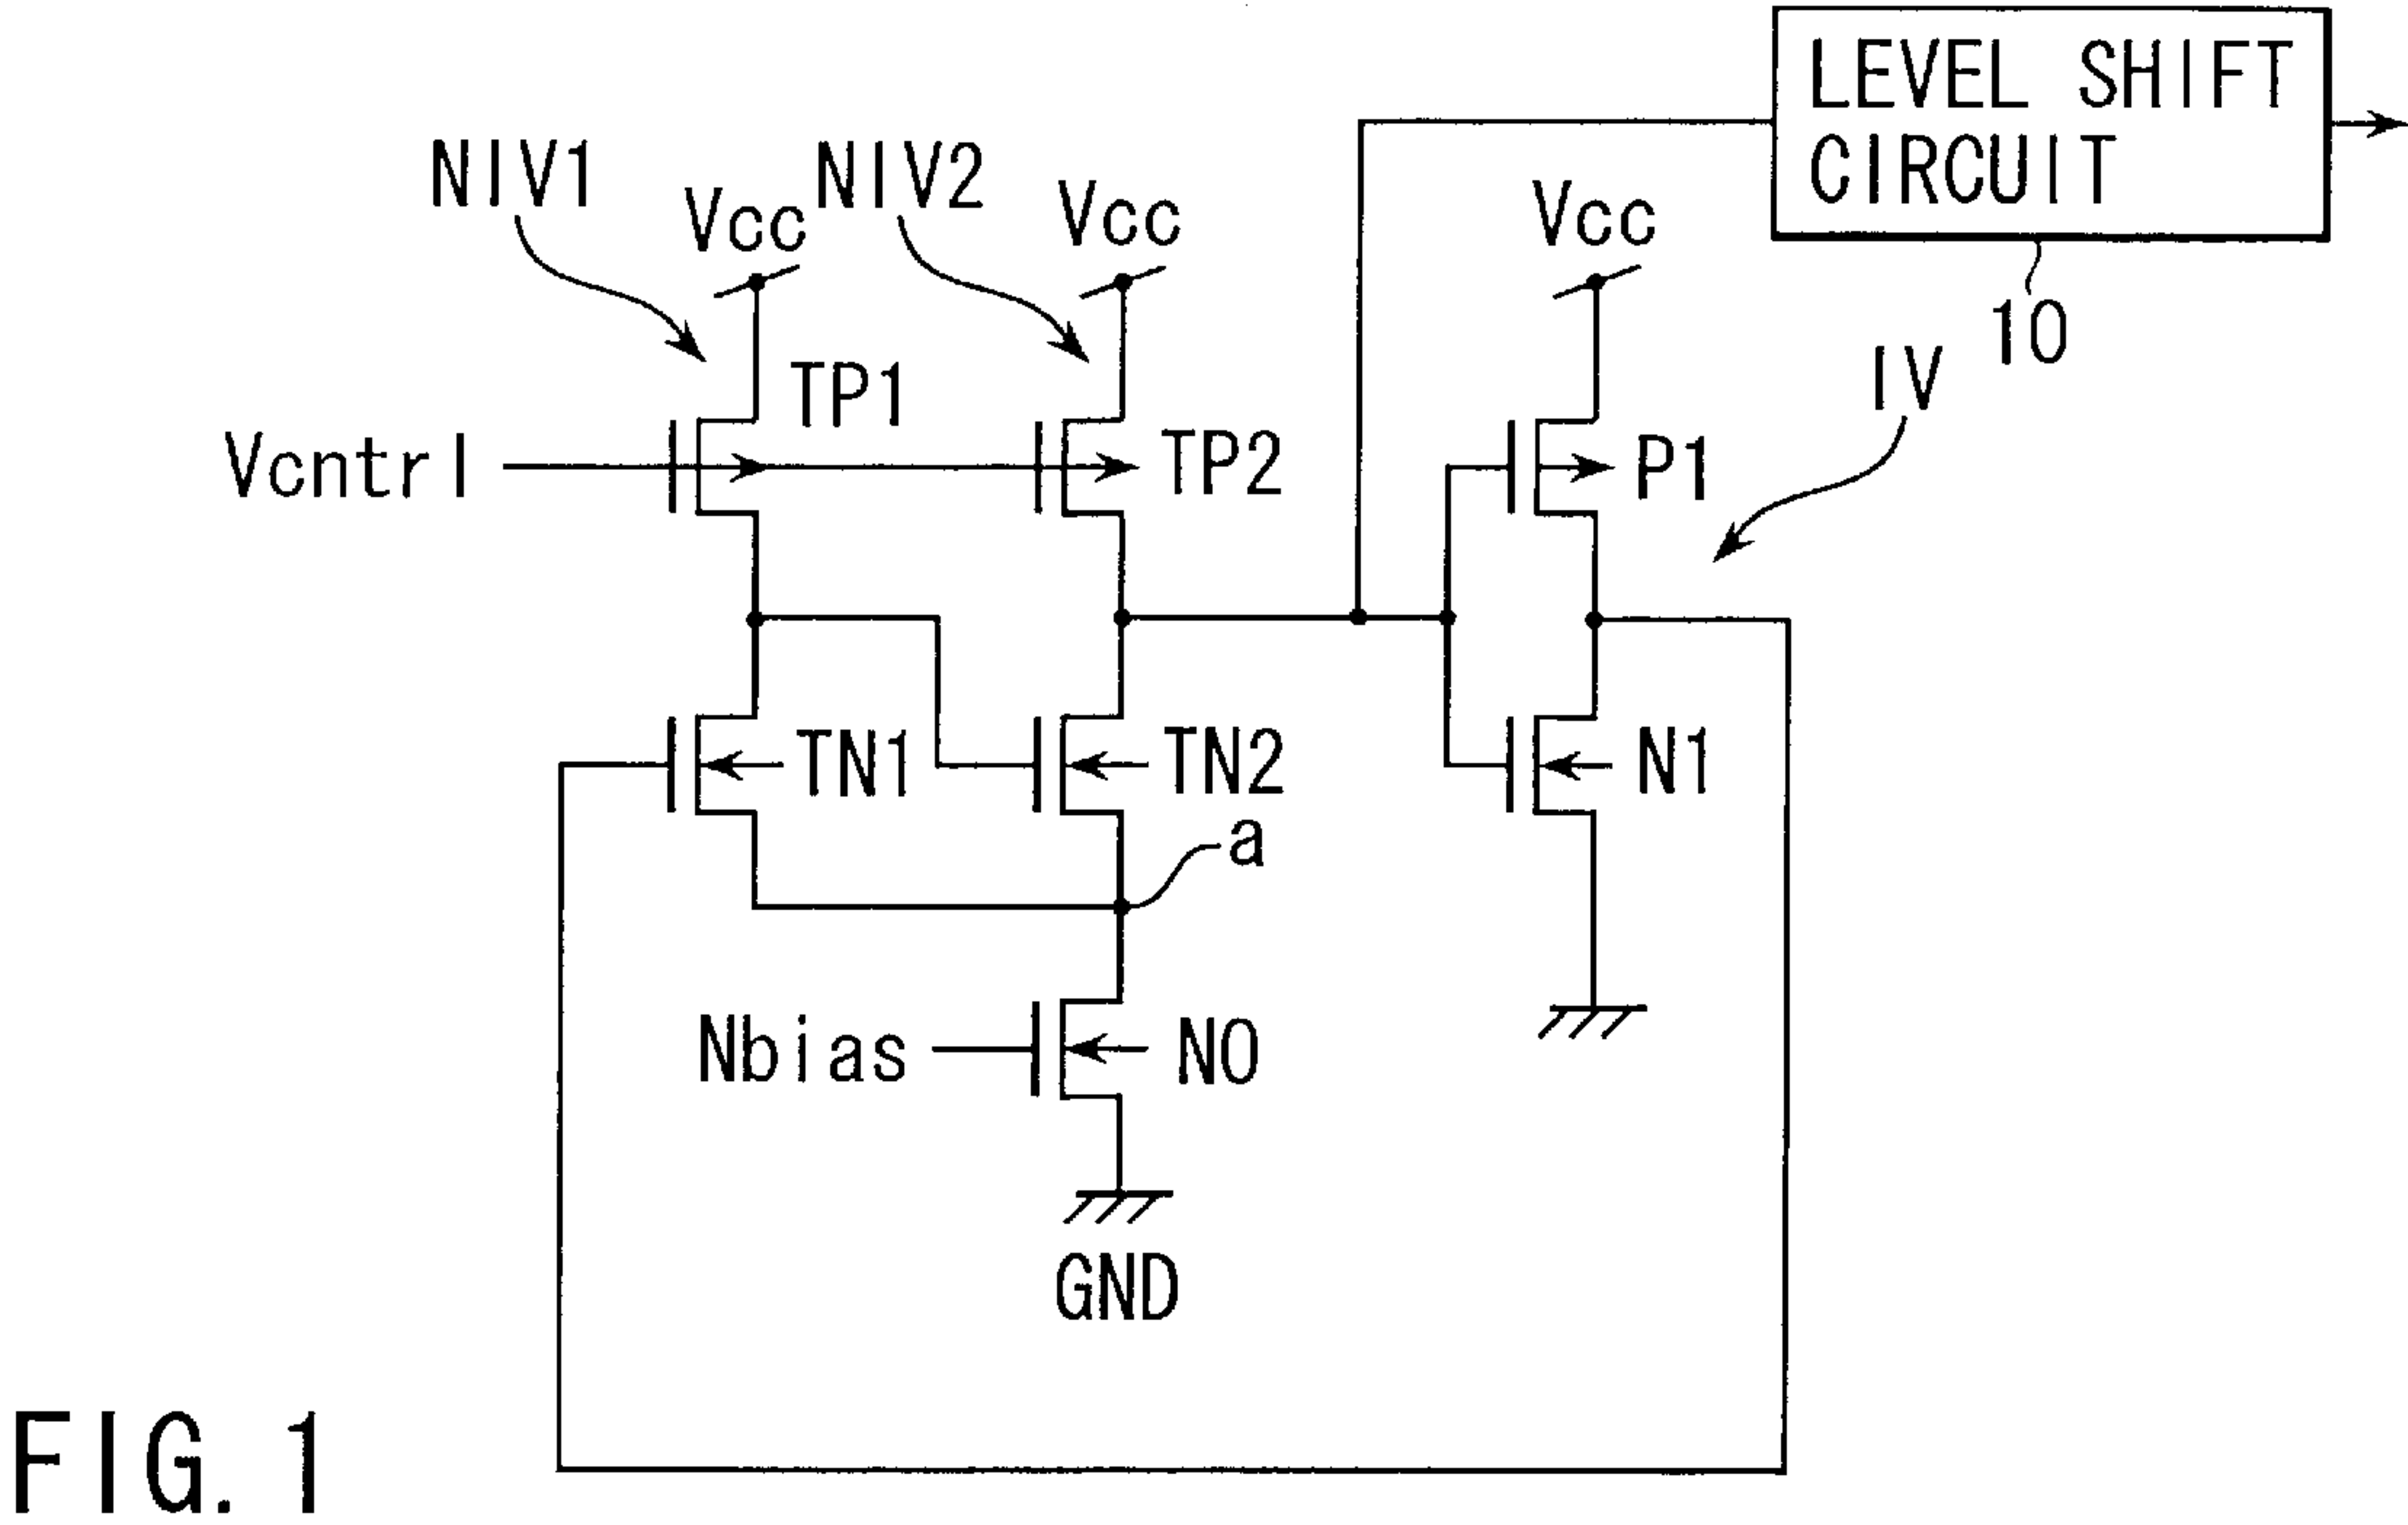 LEVEL SHIFT
CIRCUIT
10
NIV1
Vcc
NIV2
Vcc
Vcc
IV
TP1
Vcntrl
TP2
P1
TN1
TN2
N1
a
Nbias
N0
GND
FIG. 1